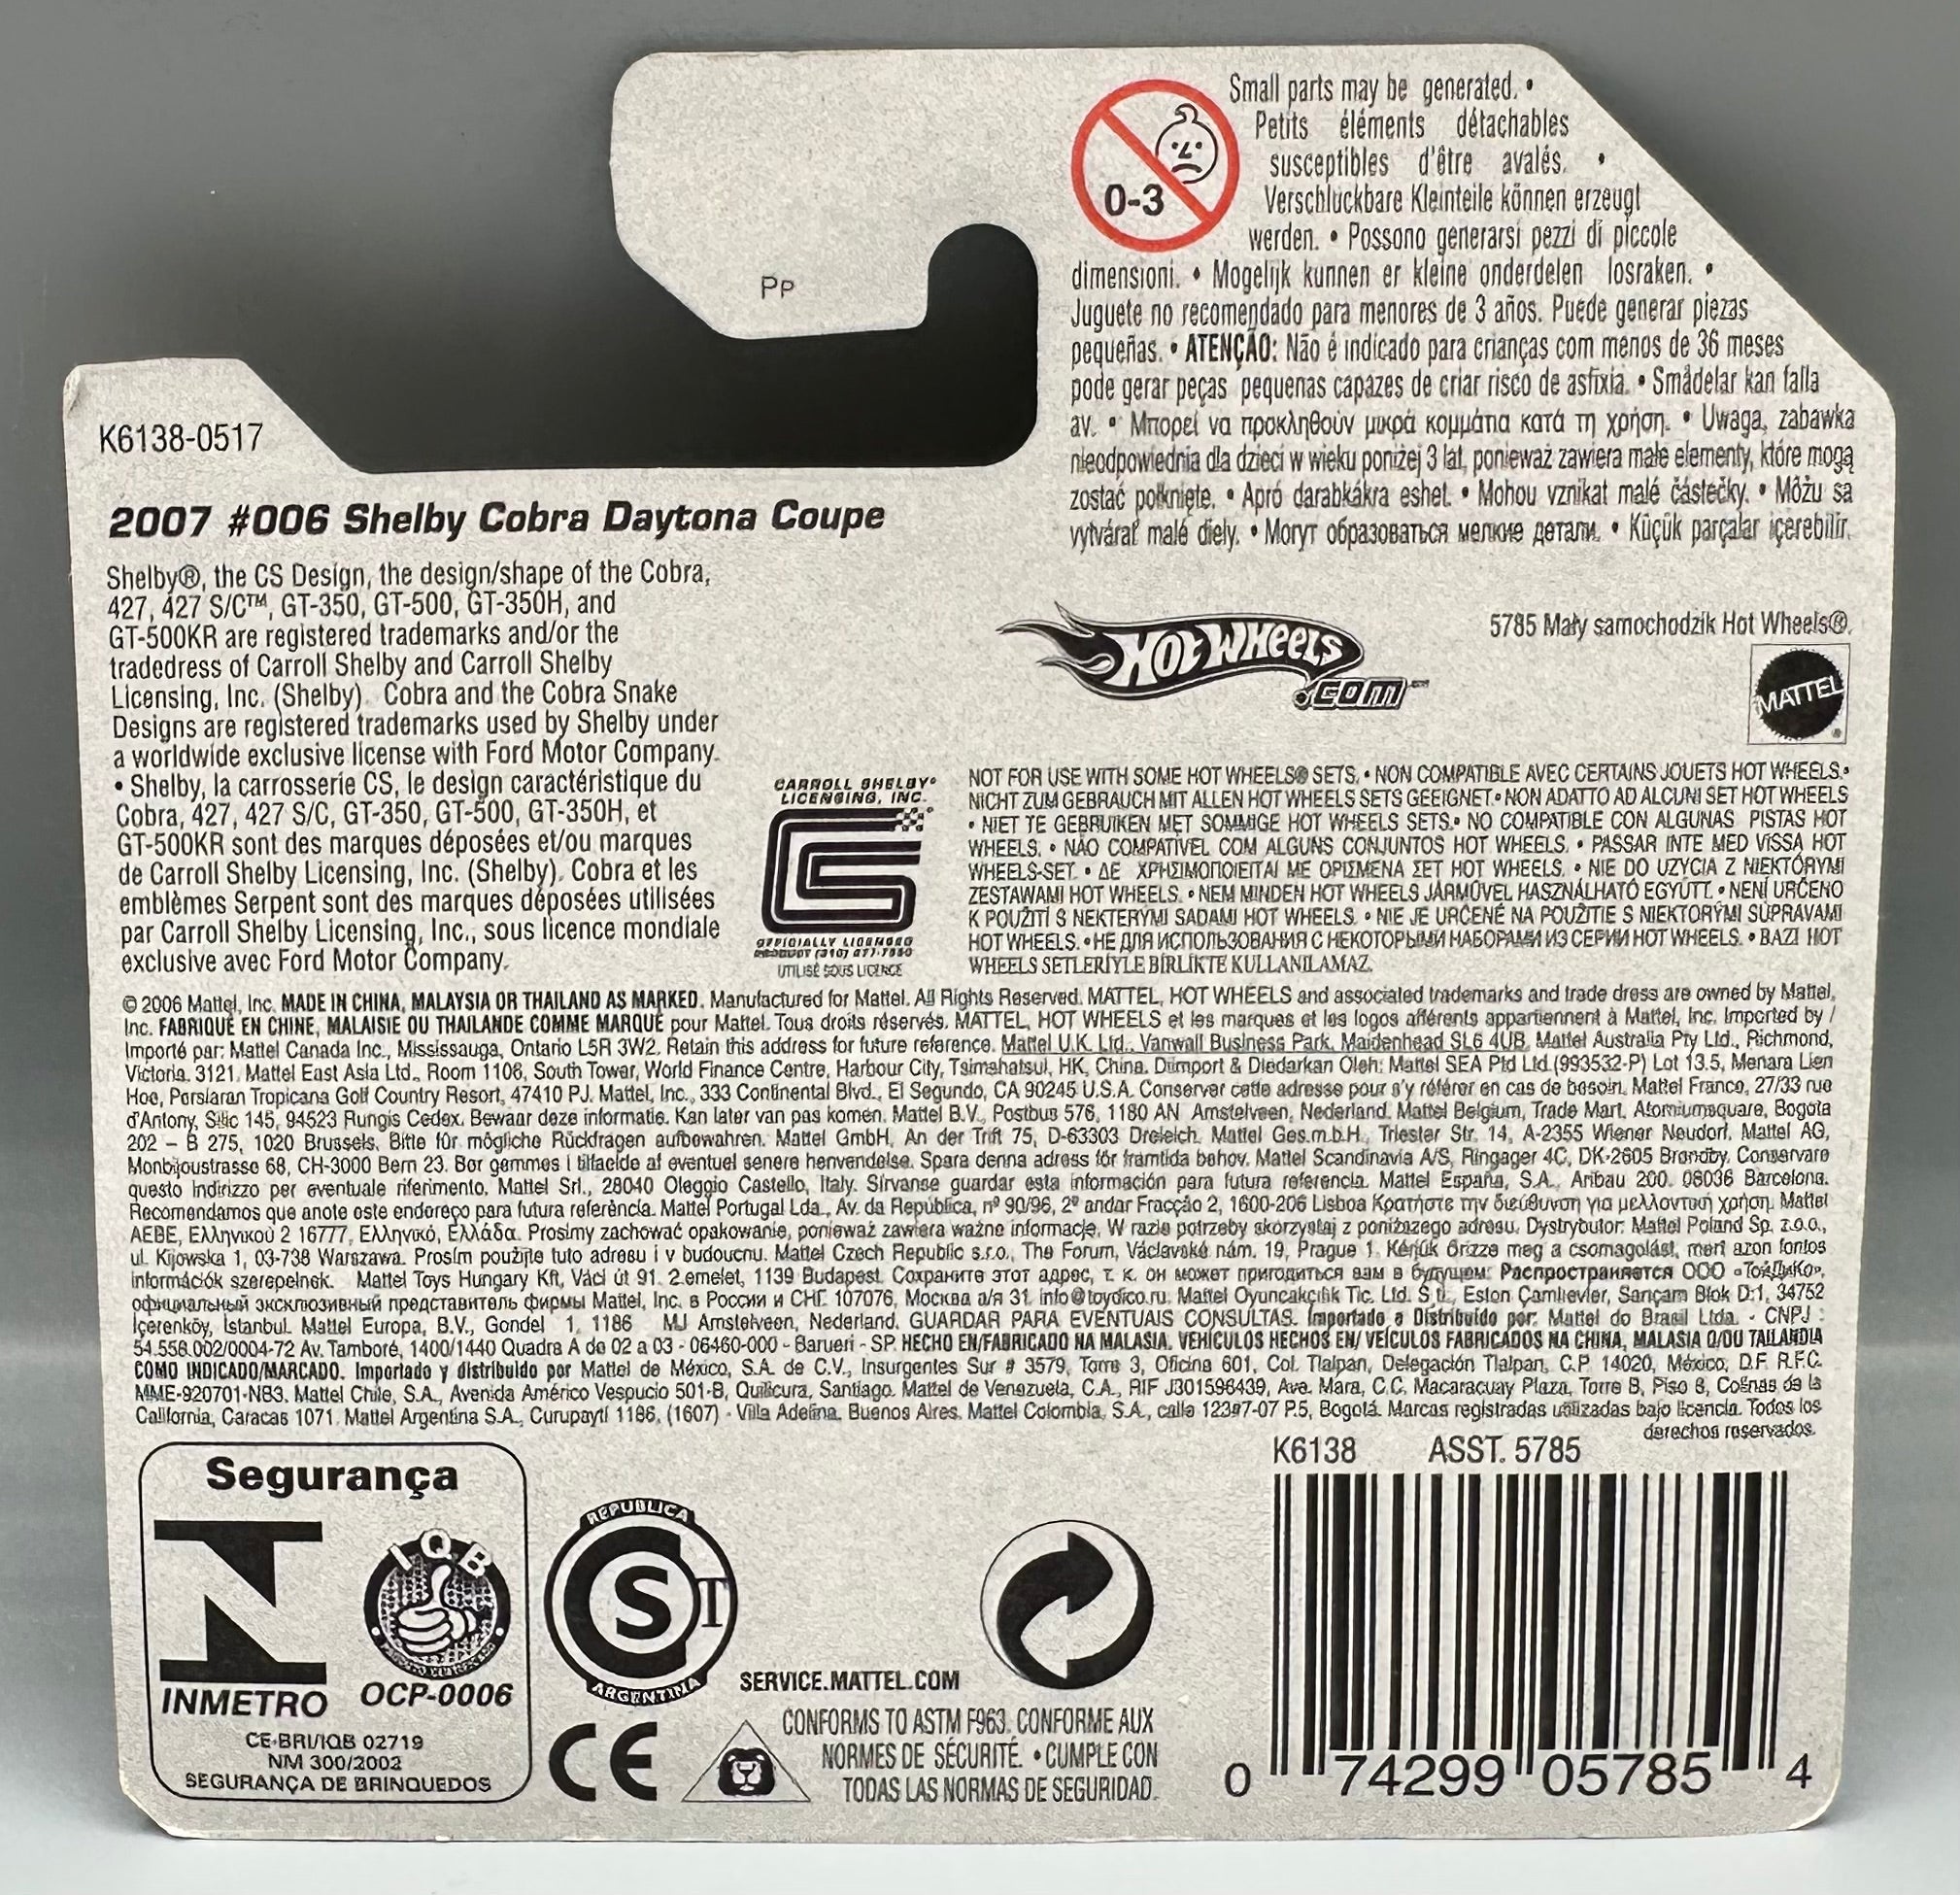 Small parts may be generated. •
Petits éléments détachables
susceptibles d'être avalés. •
0-3
Verschluckbare Kleinteile können erzeugt
werden. • Possono generarsi pezzi di piccole
Pp
dimensioni. • Mogelijk kunnen er kleine onderdelen losraken. •
Juguete no recomendado para menores de 3 años. Puede generar piezas
pequeñas. • ATENÇÃO: Não é indicado para crianças com menos de 36 meses
pode gerar peças pequenas capazes de criar risco de asfixia. • Smådelar kan falla
av. • Μπορεί να προκληθούν μικρά κομμάτια κατά τη χρήση. • Uwaga, zabawka
nieodpowiednia dla dzieci w wieku poniżej 3 lat, ponieważ zawiera małe elementy, które mogą
zostać połknięte. • Apró darabkákra eshet. • Mohou vznikat malé částečky. • Môžu sa
vytvárať malé diely. • Могут образоваться мелкие детали. • Küçük parçalar içerebilir.
K6138-0517
2007 #006 Shelby Cobra Daytona Coupe
Shelby®, the CS Design, the design/shape of the Cobra,
427, 427 S/C™, GT-350, GT-500, GT-350H, and
GT-500KR are registered trademarks and/or the
tradedress of Carroll Shelby and Carroll Shelby
Licensing, Inc. (Shelby). Cobra and the Cobra Snake
Designs are registered trademarks used by Shelby under
a worldwide exclusive license with Ford Motor Company.
• Shelby, la carrosserie CS, le design caractéristique du
Cobra, 427, 427 S/C, GT-350, GT-500, GT-350H, et
GT-500KR sont des marques déposées et/ou marques
de Carroll Shelby Licensing, Inc. (Shelby). Cobra et les
emblèmes Serpent sont des marques déposées utilisées
par Carroll Shelby Licensing, Inc., sous licence mondiale
exclusive avec Ford Motor Company.
CARROLL SHELBY®
LICENSING, INC.
OFFICIALLY LICENSED
PRODUCT (310)
UTILISÉ SOUS LICENCE
HOT WHEELS
.COM™
5785 Mały samochodzik Hot Wheels®.
MATTEL
NOT FOR USE WITH SOME HOT WHEELS® SETS. • NON COMPATIBLE AVEC CERTAINS JOUETS HOT WHEELS.•
NICHT ZUM GEBRAUCH MIT ALLEN HOT WHEELS SETS GEEIGNET.• NON ADATTO AD ALCUNI SET HOT WHEELS
• NIET TE GEBRUIKEN MET SOMMIGE HOT WHEELS SETS.• NO COMPATIBLE CON ALGUNAS PISTAS HOT
WHEELS. • NÃO COMPATÍVEL COM ALGUNS CONJUNTOS HOT WHEELS. • PASSAR INTE MED VISSA HOT
WHEELS-SET. • ΔΕ ΧΡΗΣΙΜΟΠΟΙΕΙΤΑΙ ΜΕ ΟΡΙΣΜΕΝΑ ΣΕΤ HOT WHEELS. • NIE DO UŻYCIA Z NIEKTÓRYMI
ZESTAWAMI HOT WHEELS. • NEM MINDEN HOT WHEELS JÁRMŰVEL HASZNÁLHATÓ EGYÜTT. • NENÍ URČENO
K POUŽITÍ S NEKTERÝMI SADAMI HOT WHEELS. • NIE JE URČENÉ NA POUŽITIE S NIEKTORÝMI SÚPRAVAMI
HOT WHEELS. • НЕ ДЛЯ ИСПОЛЬЗОВАНИЯ С НЕКОТОРЫМИ НАБОРАМИ ИЗ СЕРИИ HOT WHEELS. • BAZI HOT
WHEELS SETLERİYLE BİRLİKTE KULLANILAMAZ.
© 2006 Mattel, Inc. MADE IN CHINA, MALAYSIA OR THAILAND AS MARKED. Manufactured for Mattel. All Rights Reserved. MATTEL, HOT WHEELS and associated trademarks and trade dress are owned by Mattel,
Inc. FABRIQUÉ EN CHINE, MALAISIE OU THAILANDE COMME MARQUÉ pour Mattel. Tous droits réservés. MATTEL, HOT WHEELS et les marques et les logos afférents appartiennent à Mattel, Inc. Imported by /
Importé par: Mattel Canada Inc., Mississauga, Ontario L5R 3W2. Retain this address for future reference. Mattel U.K. Ltd., Vanwall Business Park, Maidenhead SL6 4UB. Mattel Australia Pty Ltd., Richmond,
Victoria. 3121. Mattel East Asia Ltd., Room 1106, South Tower, World Finance Centre, Harbour City, Tsimshatsui, HK, China. Diimport & Diedarkan Oleh: Mattel SEA Ptd Ltd.(993532-P) Lot 13.5, Menara Lien
Hoe, Persiaran Tropicana Golf Country Resort, 47410 PJ. Mattel, Inc., 333 Continental Blvd., El Segundo, CA 90245 U.S.A. Conserver cette adresse pour s'y référer en cas de besoin. Mattel France, 27/33 rue
d'Antony, Silic 145, 94523 Rungis Cedex. Bewaar deze informatie. Kan later van pas komen. Mattel B.V., Postbus 576, 1180 AN Amstelveen, Nederland. Mattel Belgium, Trade Mart, Atomiumsquare, Bogota
202 – B 275, 1020 Brussels. Bitte für mögliche Rückfragen aufbewahren. Mattel GmbH, An der Trift 75, D-63303 Dreieich. Mattel Ges.m.b.H., Triester Str. 14, A-2355 Wiener Neudorf. Mattel AG,
Monbijoustrasse 68, CH-3000 Bern 23. Bør gemmes i tilfælde af eventuel senere henvendelse. Spara denna adress för framtida behov. Mattel Scandinavia A/S, Ringager 4C, DK-2605 Brøndby. Conservare
questo indirizzo per eventuale riferimento. Mattel Srl., 28040 Oleggio Castello, Italy. Sírvanse guardar esta información para futura referencia. Mattel España, S.A., Aribau 200. 08036 Barcelona.
Recomendamos que anote este endereço para futura referência. Mattel Portugal Lda., Av. da República, nº 90/96, 2º andar Fracção 2, 1600-206 Lisboa Κρατήστε την διεύθυνση για μελλοντική χρήση. Mattel
AEBE, Ελληνικού 2 16777, Ελληνικό, Ελλάδα. Prosimy zachować opakowanie, ponieważ zawiera ważne informacje. W razie potrzeby skorzystaj z poniższego adresu. Dystrybutor: Mattel Poland Sp. z.o.o.,
ul. Kijowska 1, 03-738 Warszawa. Prosím použijte tuto adresu i v budoucnu. Mattel Czech Republic s.r.o., The Forum, Václavské nám. 19, Prague 1. Kérjük őrizze meg a csomagolást, mert azon fontos
információk szerepelnek. Mattel Toys Hungary Kft, Váci út 91. 2.emelet, 1139 Budapest. Сохраните этот адрес, т. к. он может пригодиться вам в будущем. Распространяется ООО «ТойДиКо»,
официальный эксклюзивный представитель фирмы Mattel, Inc. в России и СНГ. 107076, Москва а/я 31. info@toydico.ru. Mattel Oyuncakçılık Tic. Ltd. Şti., Eston Çamlıevler, Sarıçam Blok D:1, 34752
İçerenköy, İstanbul. Mattel Europa, B.V., Gondel 1, 1186 MJ Amstelveen, Nederland. GUARDAR PARA EVENTUAIS CONSULTAS. Importado e Distribuído por: Mattel do Brasil Ltda. - CNPJ :
54.558.002/0004-72 Av. Tamboré, 1400/1440 Quadra A de 02 a 03 - 06460-000 - Barueri - SP. HECHO EN/FABRICADO NA MALASIA. VEHÍCULOS HECHOS EN/ VEÍCULOS FABRICADOS NA CHINA, MALASIA O/OU TAILANDIA
COMO INDICADO/MARCADO. Importado y distribuido por Mattel de México, S.A. de C.V., Insurgentes Sur # 3579, Torre 3, Oficina 601, Col. Tlalpan, Delegación Tlalpan, C.P. 14020, México, D.F. R.F.C.
MME-920701-NB3. Mattel Chile, S.A., Avenida Américo Vespucio 501-B, Quilicura, Santiago. Mattel de Venezuela, C.A., RIF J301596439, Ave. Mara, C.C. Macaracuay Plaza, Torre B, Piso 8, Colinas de la
California, Caracas 1071. Mattel Argentina S.A., Curupaytí 1186, (1607) - Villa Adelina, Buenos Aires. Mattel Colombia, S.A., calle 123#7-07 P.5, Bogotá. Marcas registradas utilizadas bajo licencia. Todos los
derechos reservados.
Segurança
INMETRO
IQB
OCP-0006
CE-BRI/IQB 02719
NM 300/2002
SEGURANÇA DE BRINQUEDOS
REPUBLICA
S T
ARGENTINA
CE
SERVICE.MATTEL.COM
CONFORMS TO ASTM F963. CONFORME AUX
NORMES DE SÉCURITÉ. • CUMPLE CON
TODAS LAS NORMAS DE SEGURIDAD.
K6138 ASST. 5785
0 74299 05785 4